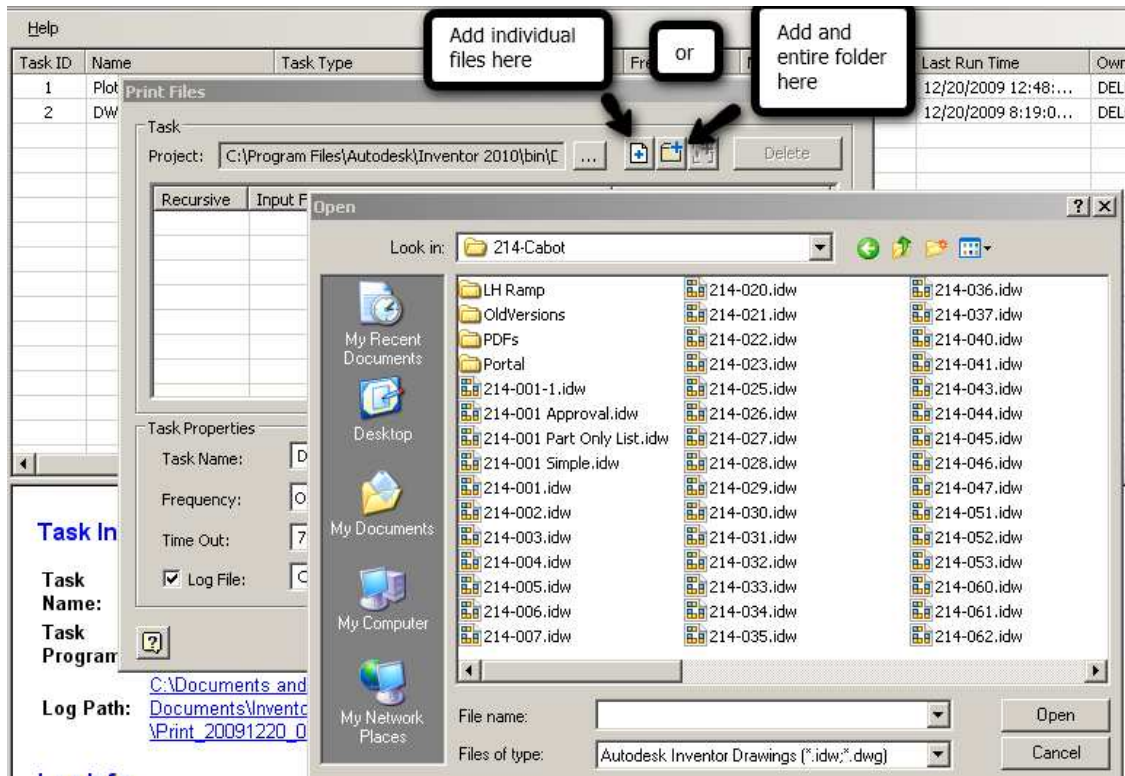 Help
Add individual
files here
or
Add and
entire folder
here
Task ID Name Task Type Last Run Time
1 Plot 12/20/2009 12:48:...
2 DW 12/20/2009 8:19:0...
Print Files
Task
Project: C:\Program Files\Autodesk\Inventor 2010\bin\ ... Delete
Recursive Input F
Open
Look in: 214-Cabot
My Recent
Documents
Desktop
My Documents
My Computer
My Network
Places
LH Ramp
OldVersions
PDFs
Portal
214-001-1.idw
214-001 Approval.idw
214-001 Part Only List.idw
214-001 Simple.idw
214-001.idw
214-002.idw
214-003.idw
214-004.idw
214-005.idw
214-006.idw
214-007.idw
214-020.idw
214-021.idw
214-022.idw
214-023.idw
214-025.idw
214-026.idw
214-027.idw
214-028.idw
214-029.idw
214-030.idw
214-031.idw
214-032.idw
214-033.idw
214-034.idw
214-035.idw
214-036.idw
214-037.idw
214-040.idw
214-041.idw
214-043.idw
214-044.idw
214-045.idw
214-046.idw
214-047.idw
214-051.idw
214-052.idw
214-053.idw
214-060.idw
214-061.idw
214-062.idw
File name: Open
Files of type: Autodesk Inventor Drawings (*.idw;*.dwg) Cancel
Task Properties
Task Name: D
Frequency: O
Time Out: 7
Log File:
Task In
Task
Name:
Task
Program
Log Path: C:\Documents and
Documents\Invento
\Print_20091220_0